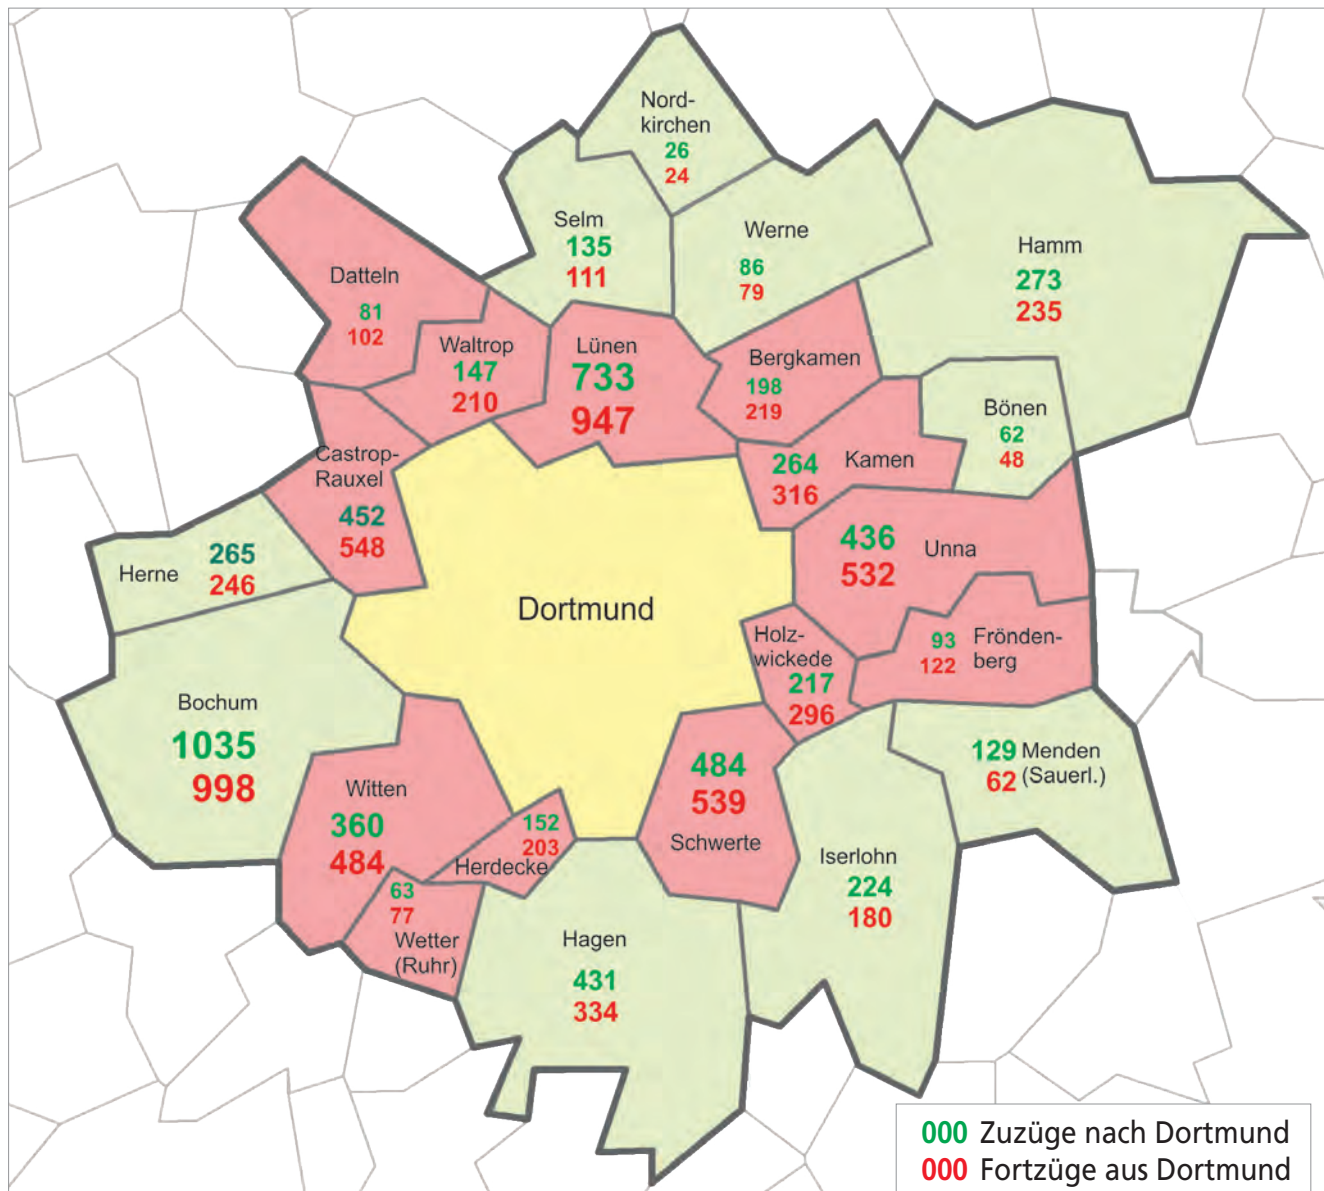 Nord-
kirchen
26
24
Selm
135
111
Werne
86
79
Hamm
273
235
Datteln
81
102
Waltrop
147
210
Lünen
733
947
Bergkamen
198
219
Bönen
62
48
Kamen
264
316
Castrop-
Rauxel
452
548
Unna
436
532
Herne
265
246
Dortmund
Holz-
wickede
217
296
Frönden-
berg
93
122
Bochum
1035
998
Menden
(Sauerl.)
129
62
Witten
360
484
484
539
Schwerte
152
203
Herdecke
Iserlohn
224
180
63
77
Wetter
(Ruhr)
Hagen
431
334
000 Zuzüge nach Dortmund
000 Fortzüge aus Dortmund